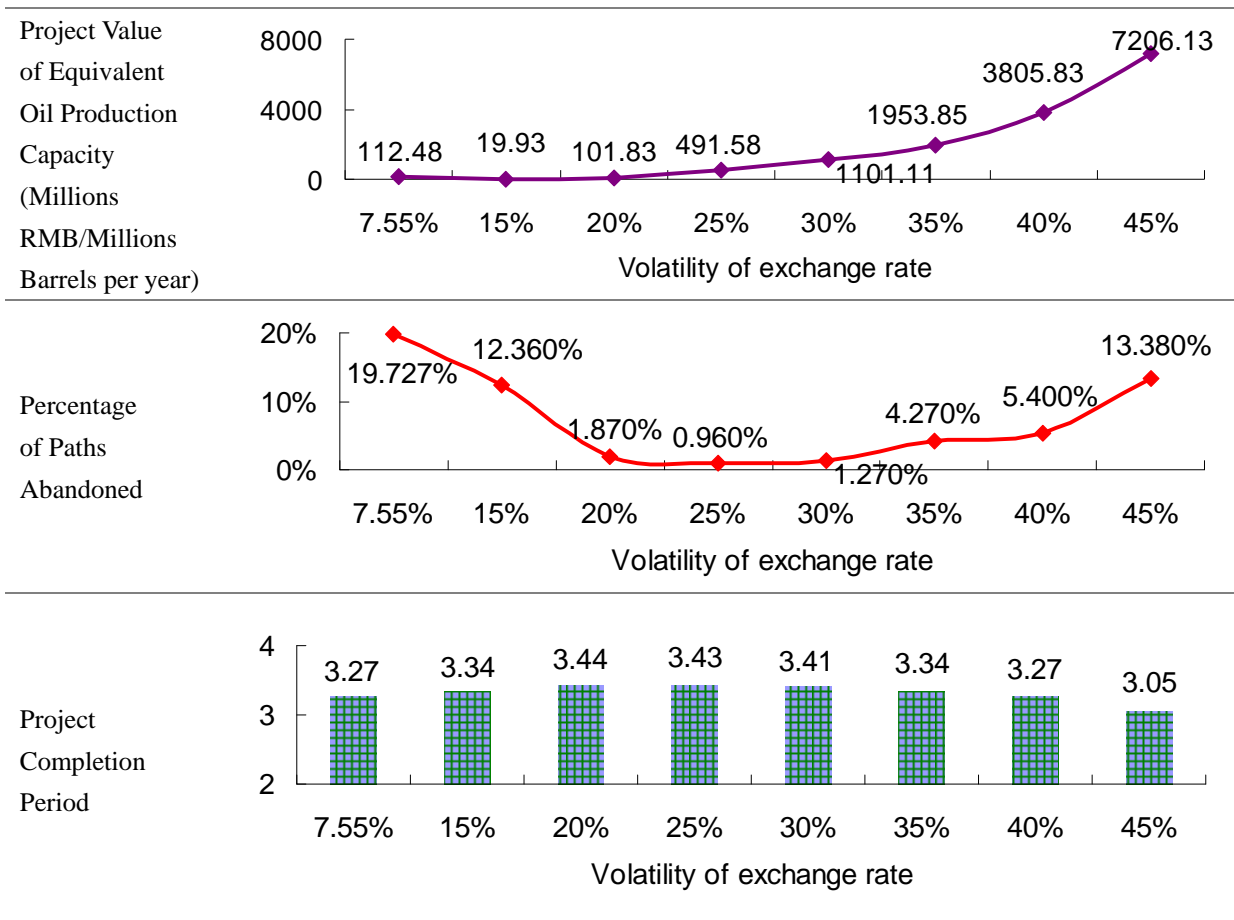 Project Value
of Equivalent
Oil Production
Capacity
(Millions
RMB/Millions
Barrels per year)
8000
4000
0
112.48
19.93
101.83
491.58
1101.11
1953.85
3805.83
7206.13
7.55% 15% 20% 25% 30% 35% 40% 45%
Volatility of exchange rate
Percentage
of Paths
Abandoned
20%
10%
0%
19.727%
12.360%
1.870%
0.960%
1.270%
4.270%
5.400%
13.380%
7.55% 15% 20% 25% 30% 35% 40% 45%
Volatility of exchange rate
Project
Completion
Period
4
3
2
3.27
3.34
3.44
3.43
3.41
3.34
3.27
3.05
7.55% 15% 20% 25% 30% 35% 40% 45%
Volatility of exchange rate